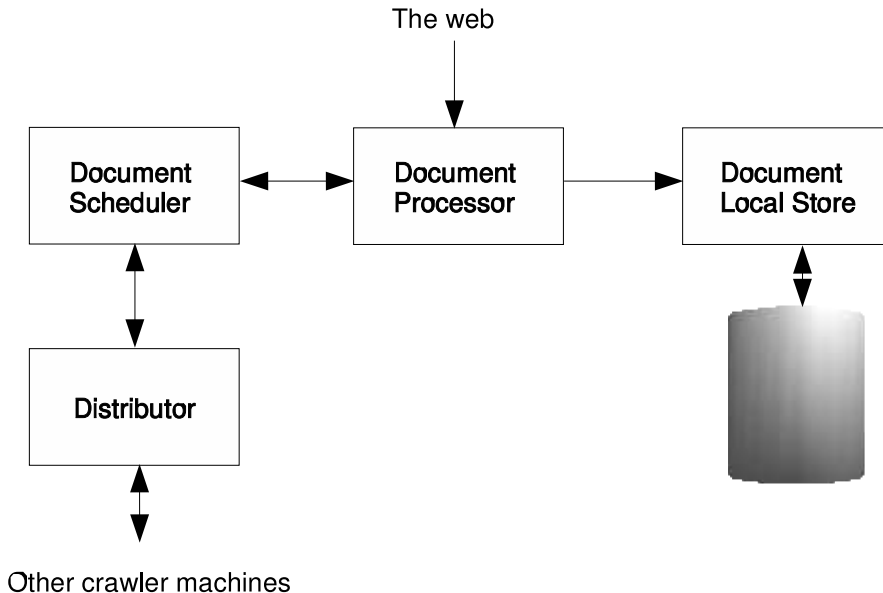 The web
Document
Scheduler
Document
Processor
Document
Local Store
Distributor
Other crawler machines